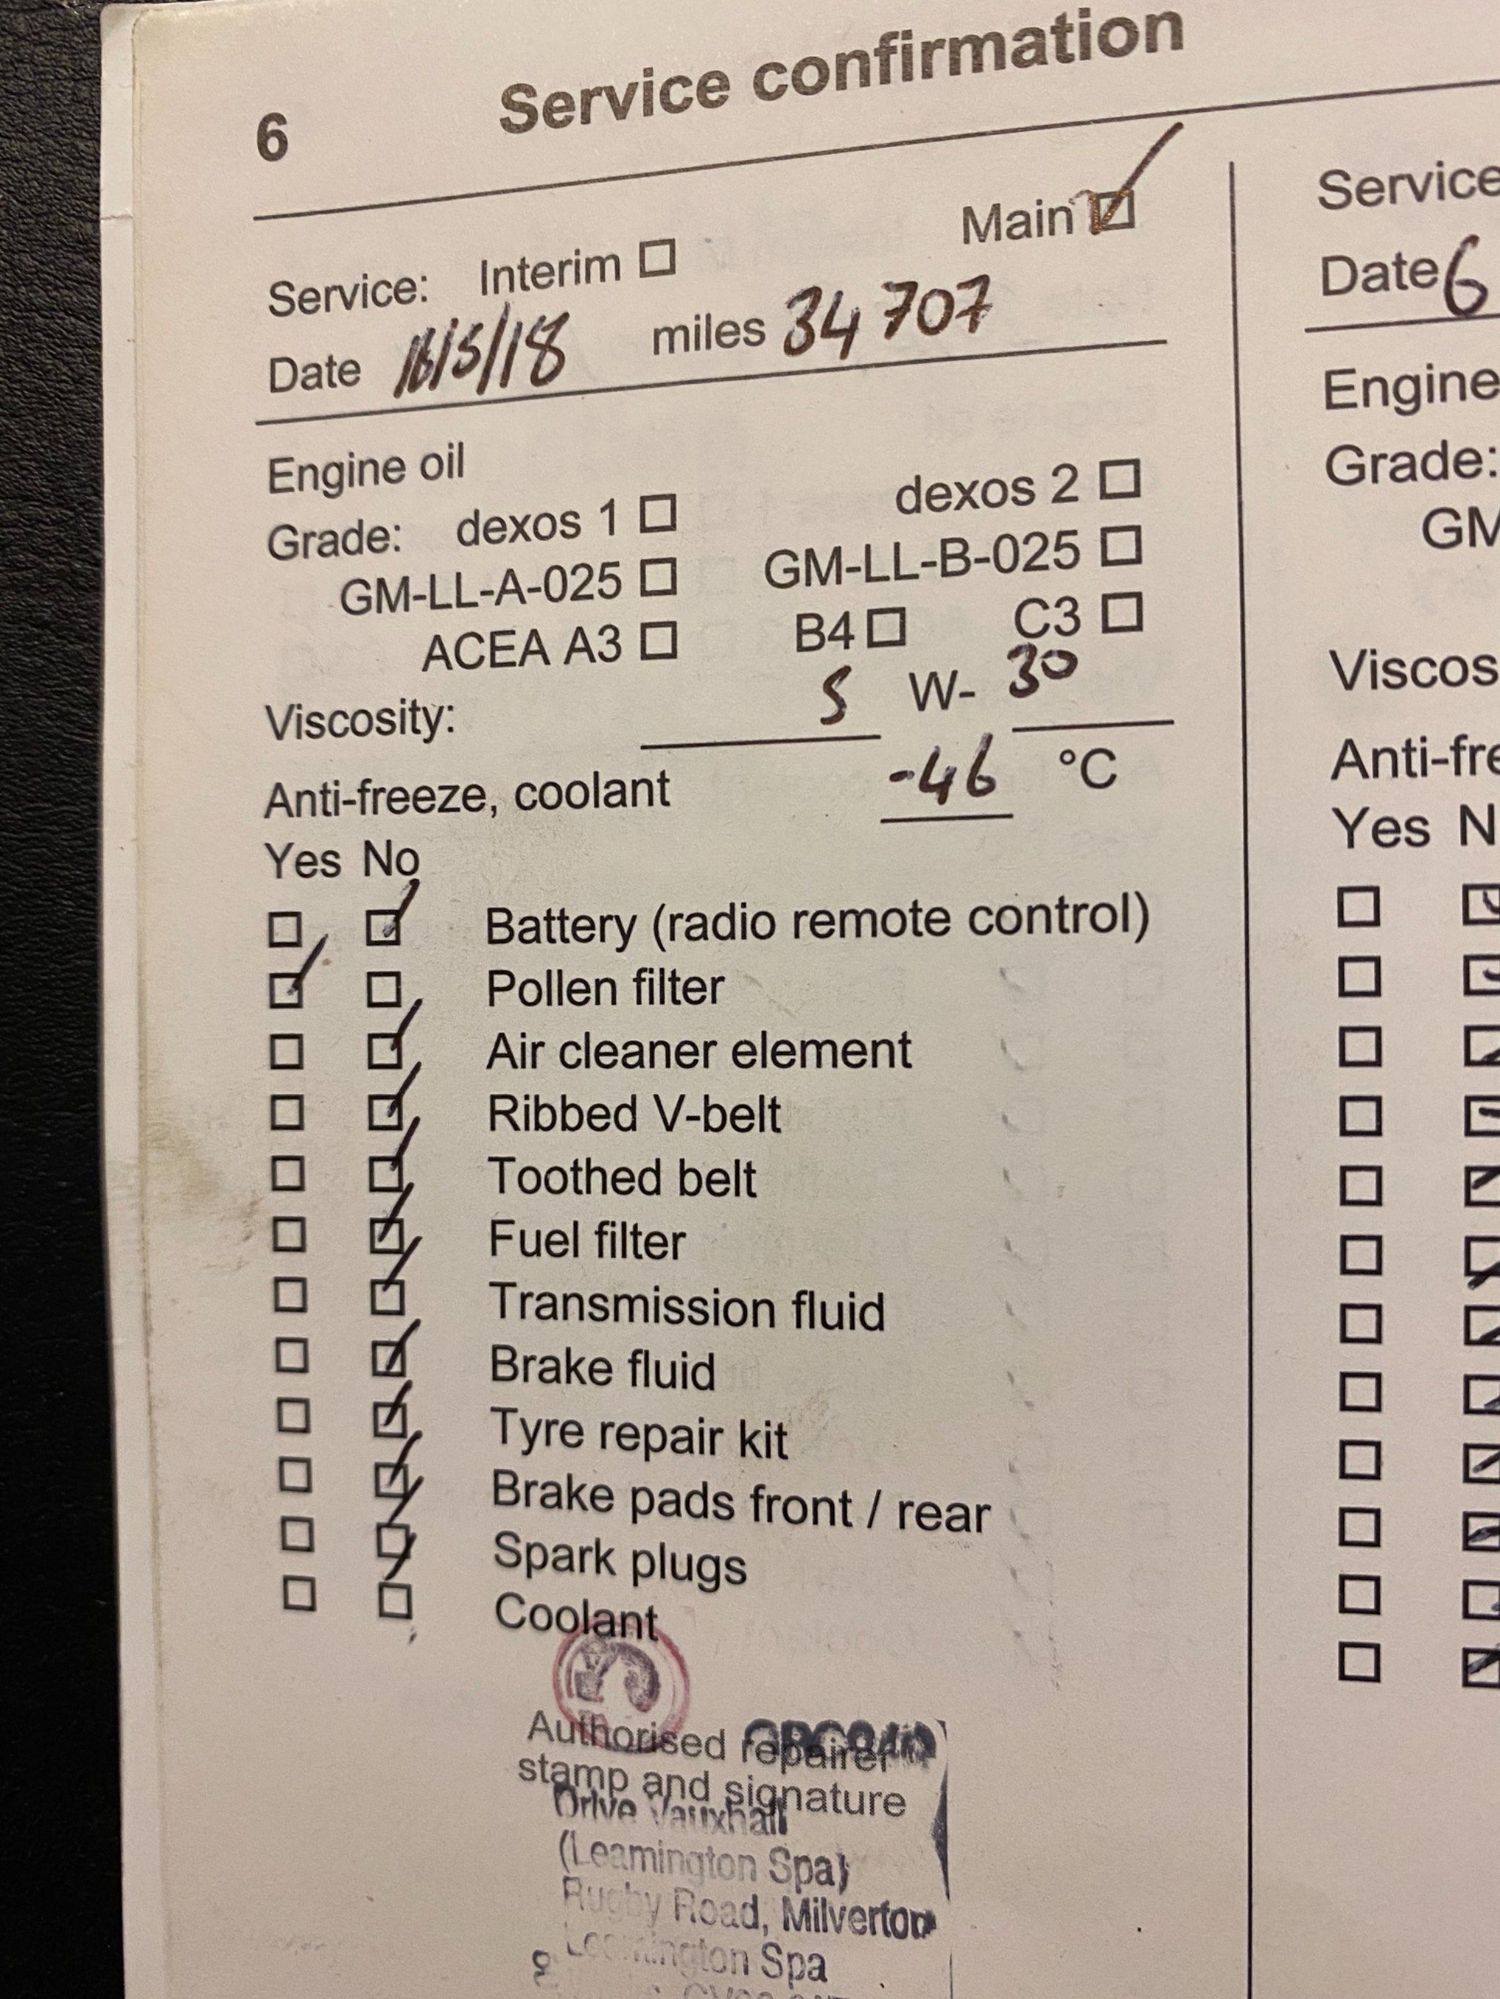 6 Service confirmation
Service: Interim Main
Date 16/5/18 miles 34707
Engine oil
Grade: dexos 1 dexos 2
GM-LL-A-025 GM-LL-B-025
ACEA A3 B4 C3
Viscosity: 5 W- 30
Anti-freeze, coolant -46 °C
Yes No
Battery (radio remote control)
Pollen filter
Air cleaner element
Ribbed V-belt
Toothed belt
Fuel filter
Transmission fluid
Brake fluid
Tyre repair kit
Brake pads front / rear
Spark plugs
Coolant
Authorised repairer
stamp and signature
Drive Vauxhall
(Leamington Spa)
Rugby Road, Milverton
Leamington Spa
Service
Date 6
Engine
Grade:
GM
Viscos
Anti-fre
Yes N